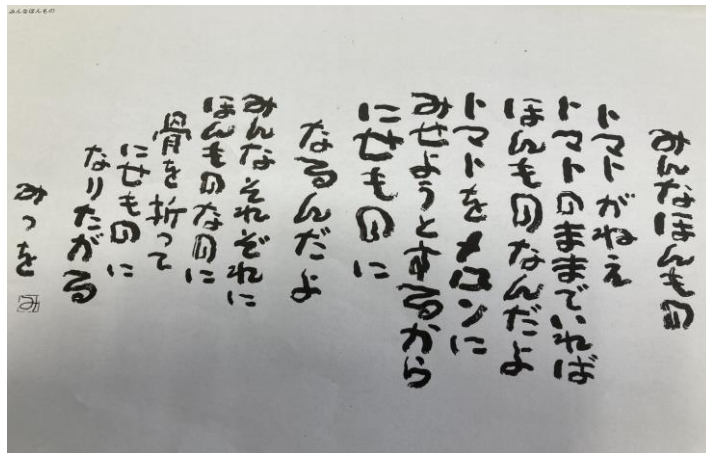 みんなほんもの
みんなほんもの
トマトがねえ
トマトのままでいれば
ほんものなんだよ
トマトをメロンに
みせようとするから
にせものに
なるんだよ
みんなそれぞれに
ほんものなのに
骨を折って
にせものに
なりたがる
みつを
み